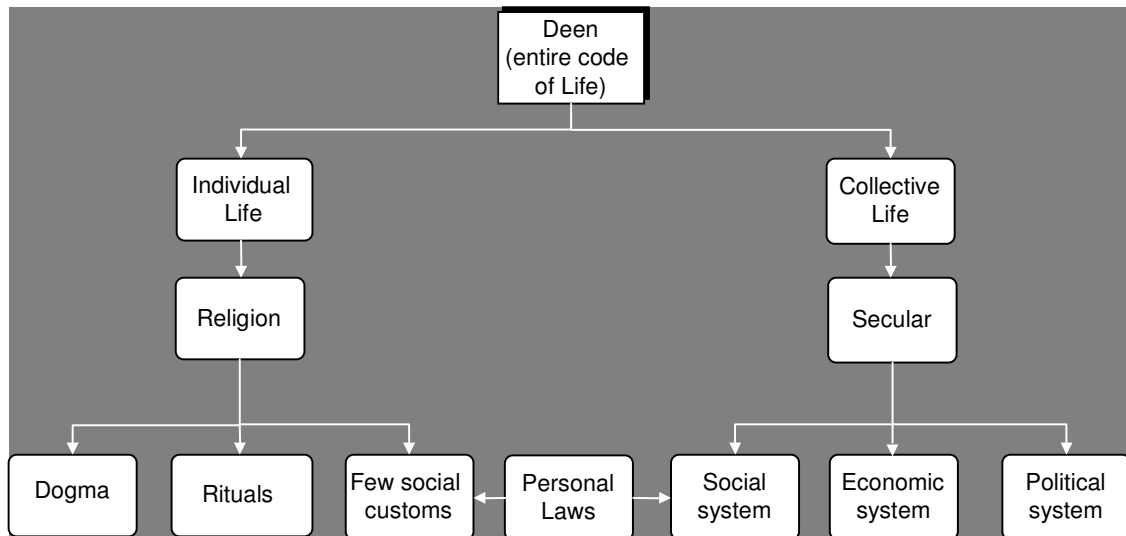 Deen
(entire code
of Life)
Individual
Life
Collective
Life
Religion
Secular
Dogma
Rituals
Few social
customs
Personal
Laws
Social
system
Economic
system
Political
system